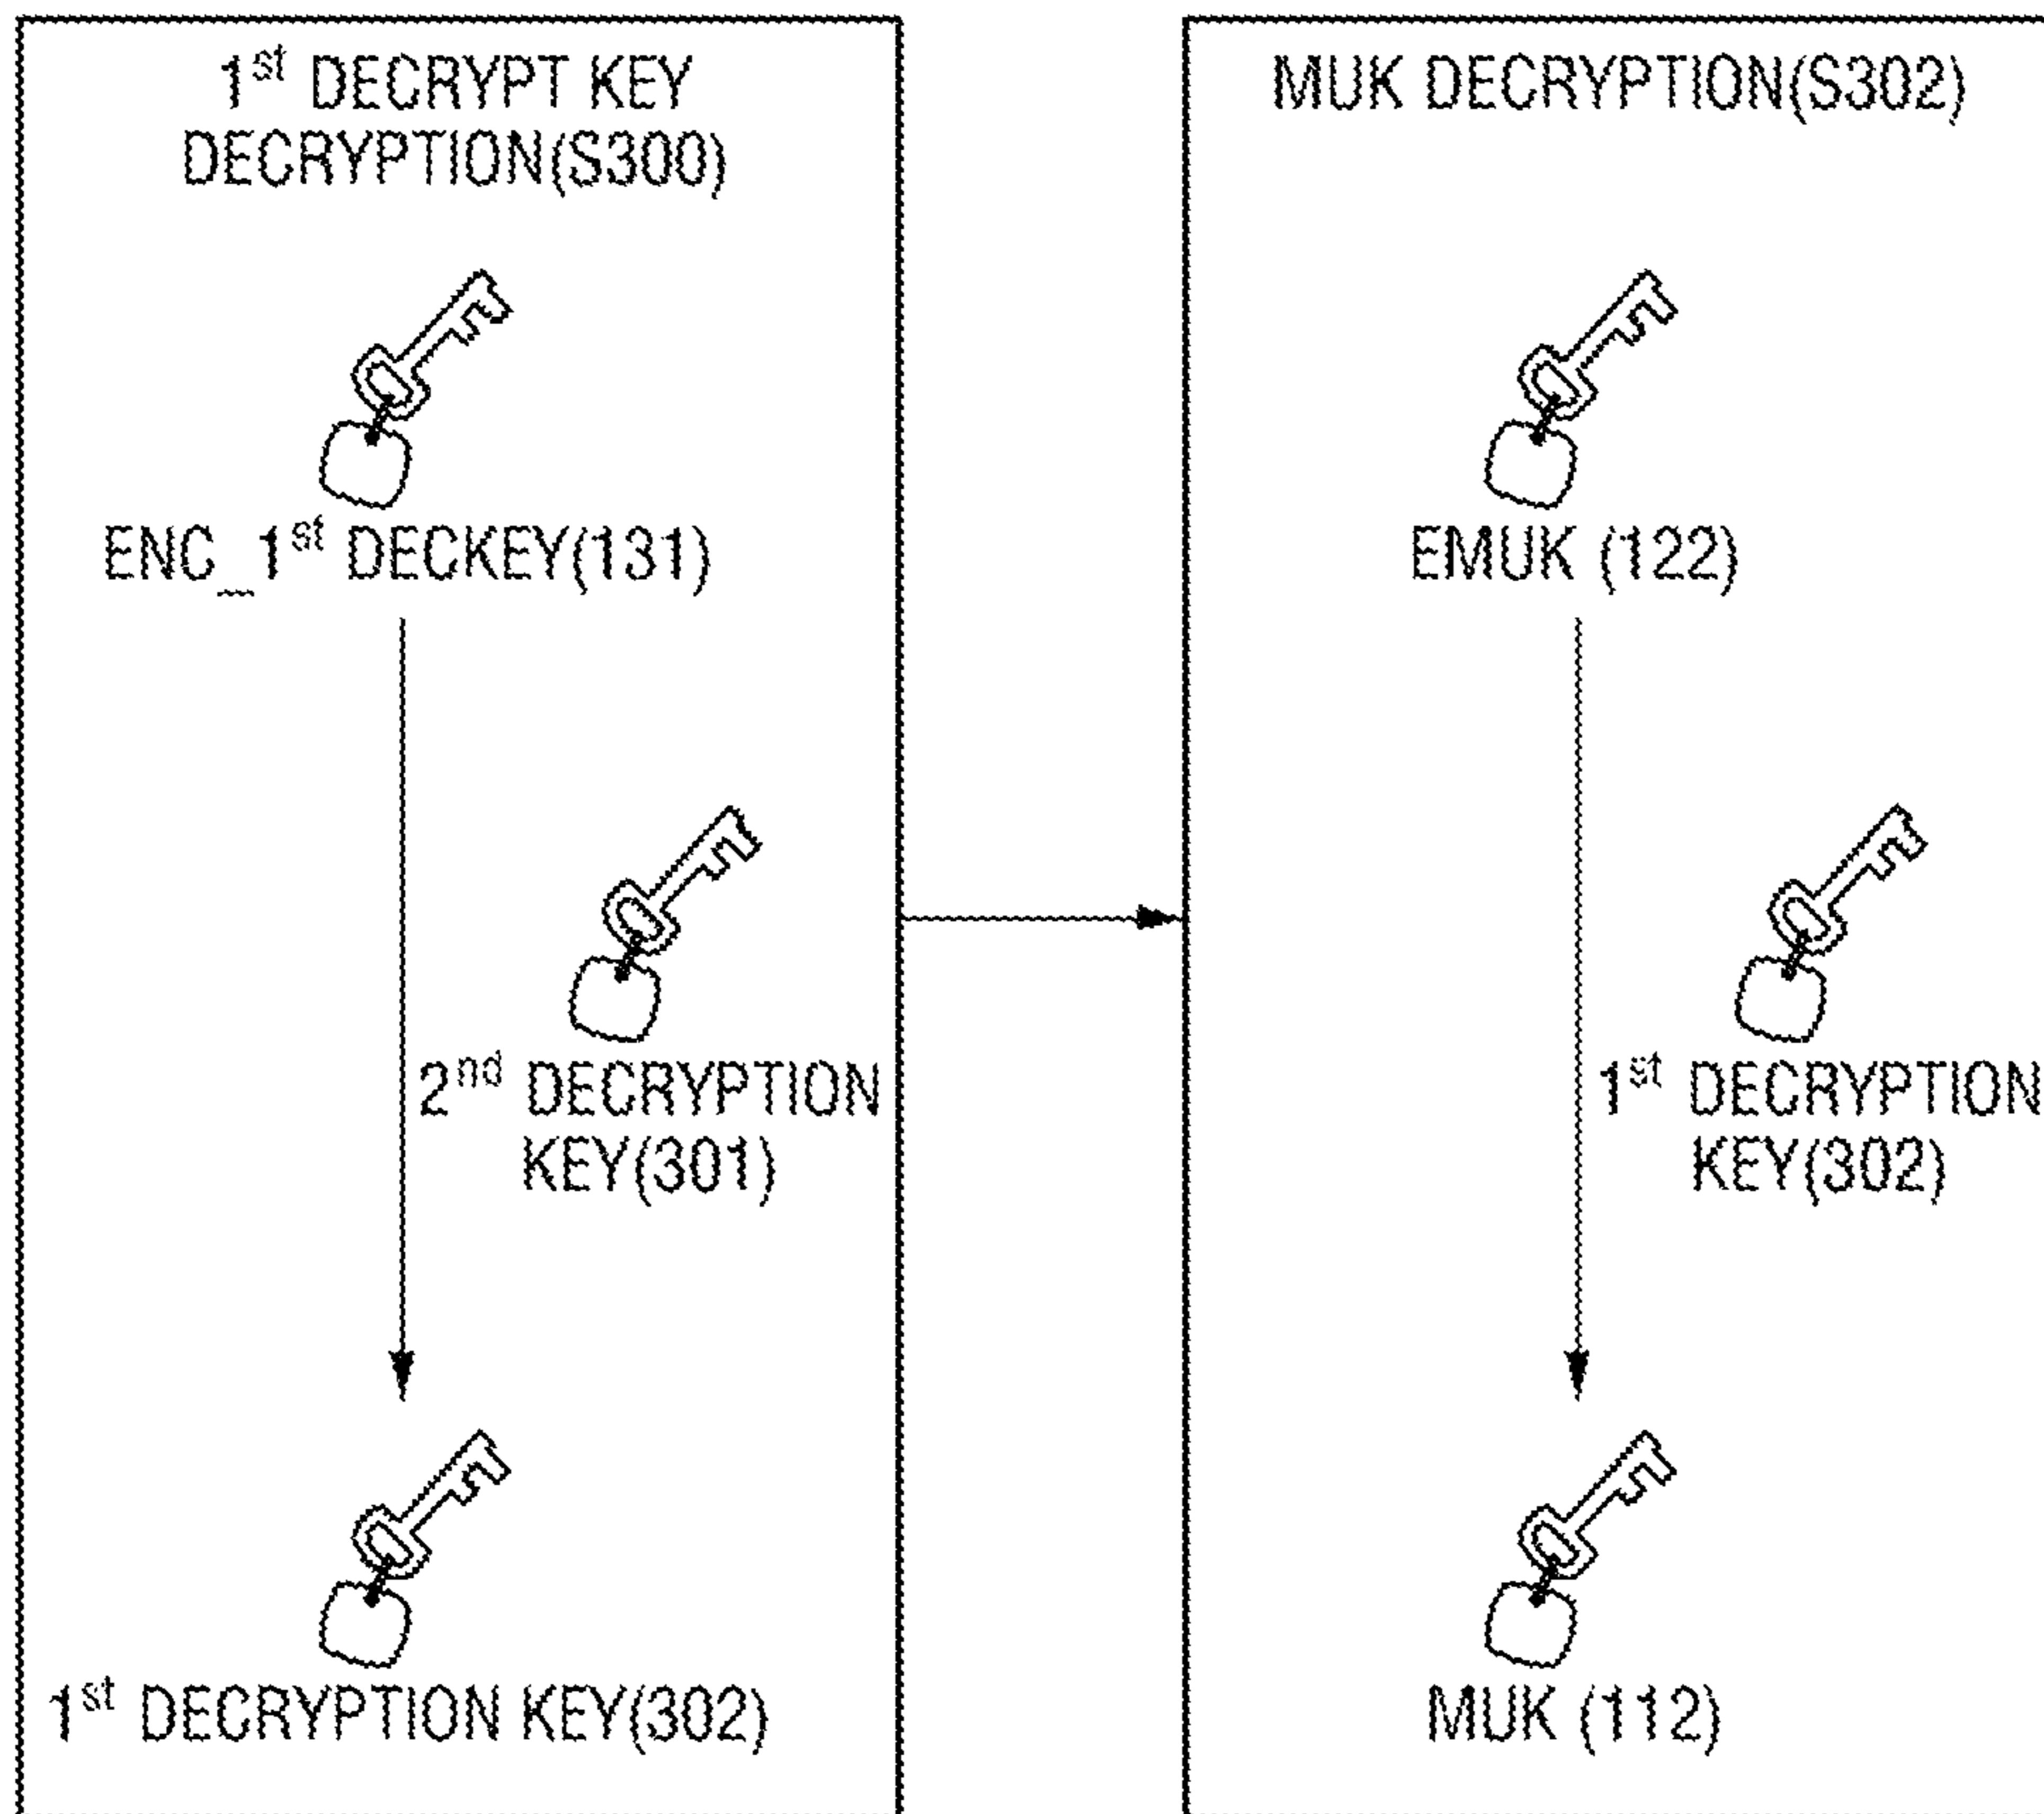 1st DECRYPT KEY
DECRYPTION(S300)
ENC_1st DECKEY(131)
2nd DECRYPTION
KEY(301)
1st DECRYPTION KEY(302)
MUK DECRYPTION(S302)
EMUK (122)
1st DECRYPTION
KEY(302)
MUK (112)